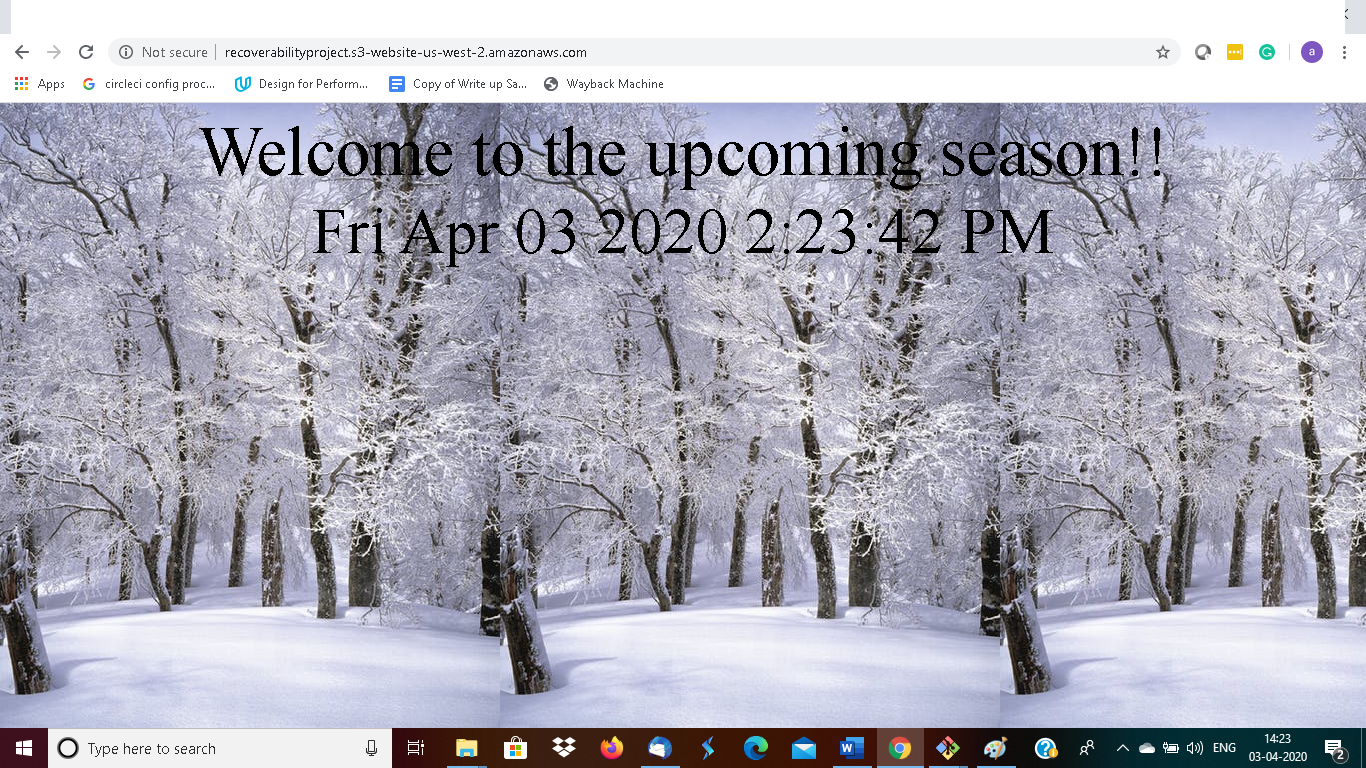 Not secure
recoverabilityproject.s3-website-us-west-2.amazonaws.com
a
Apps
circleci config proc...
Design for Perform...
Copy of Write up Sa...
Wayback Machine
Welcome to the upcoming season!!
Fri Apr 03 2020 2:23:42 PM
Type here to search
ENG
14:23
03-04-2020
2